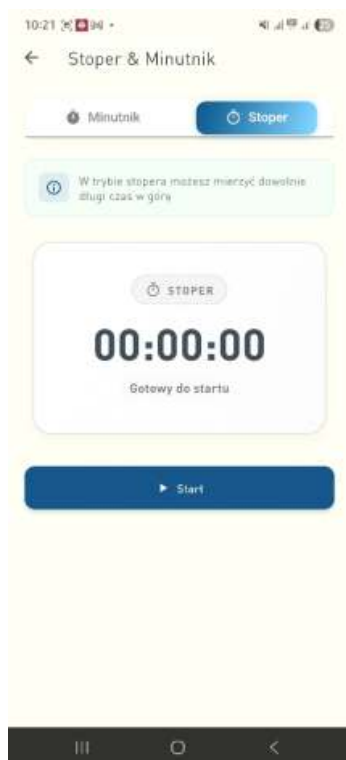 10:21
Stoper & Minutnik
Minutnik
Stoper
W trybie stopera możesz mierzyć dowolnie
długi czas w górę
STOPER
00:00:00
Gotowy do startu
Start